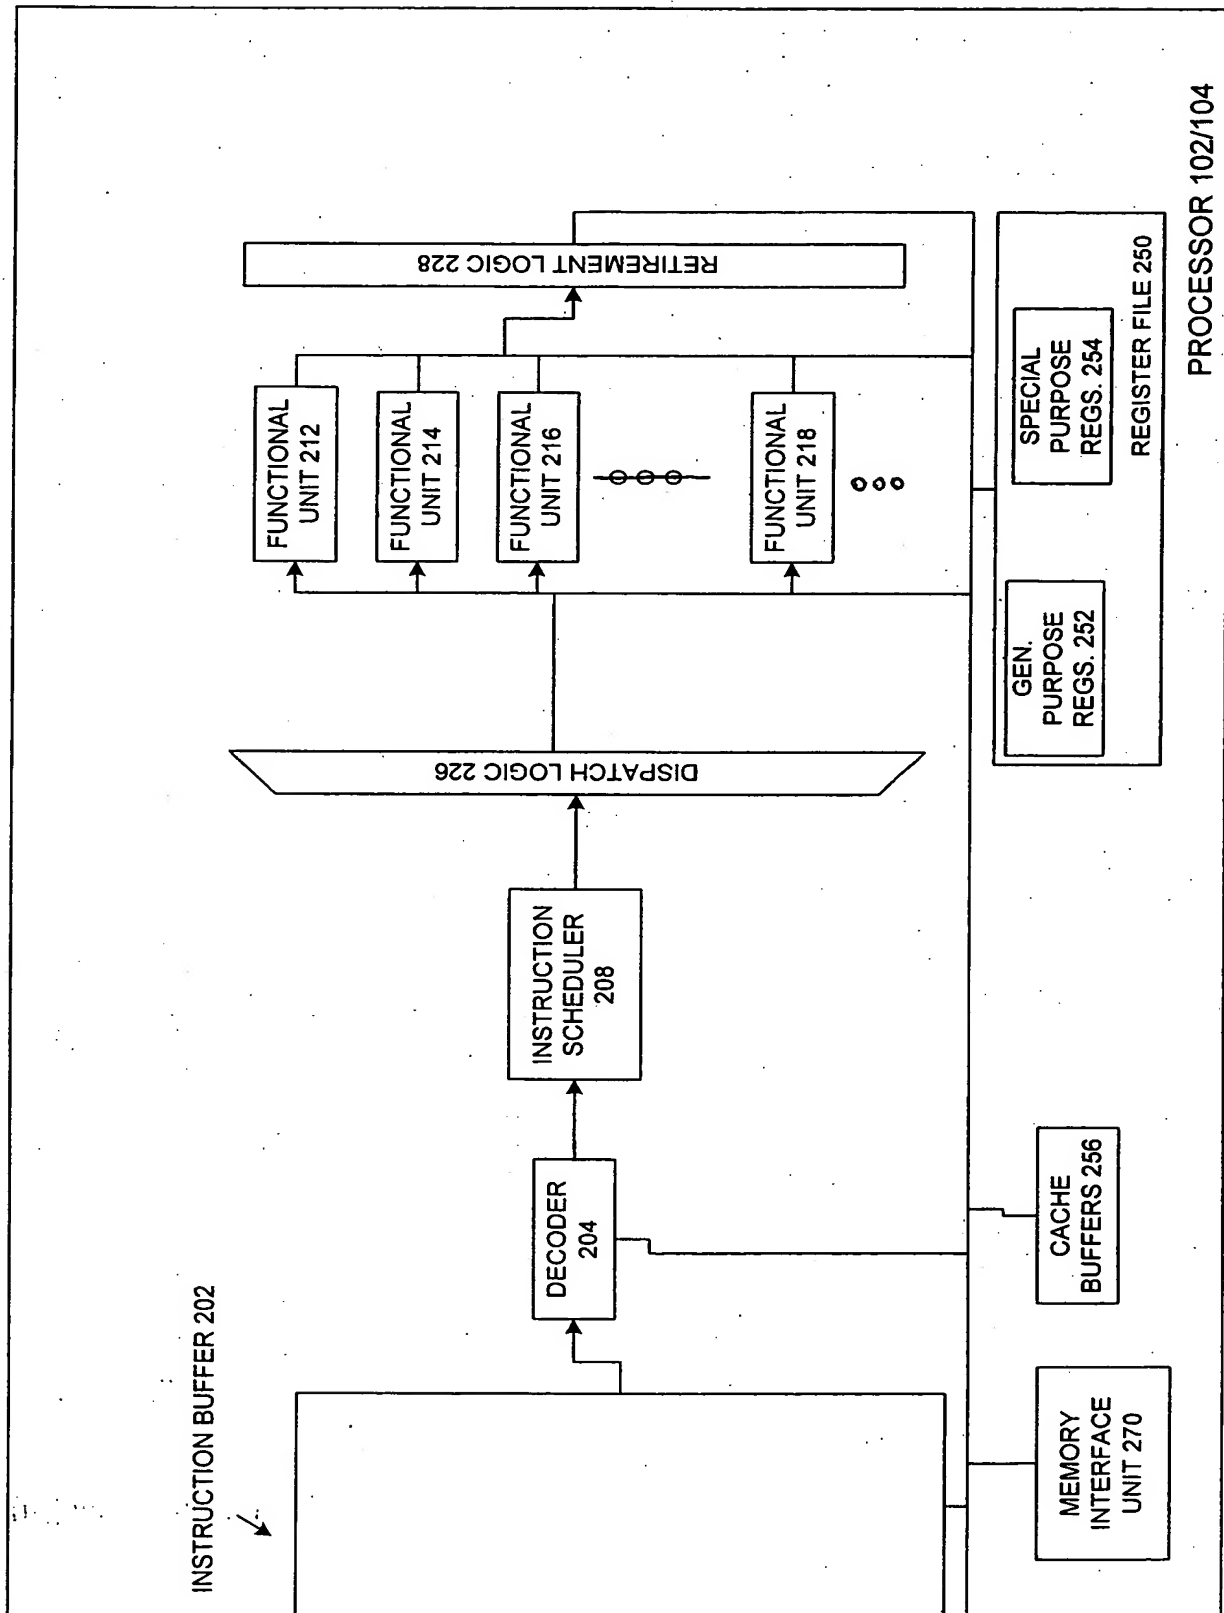 INSTRUCTION BUFFER 202
DECODER
204
INSTRUCTION
SCHEDULER
208
DISPATCH LOGIC 226
FUNCTIONAL
UNIT 212
FUNCTIONAL
UNIT 214
FUNCTIONAL
UNIT 216
FUNCTIONAL
UNIT 218
RETIREMENT LOGIC 228
MEMORY
INTERFACE
UNIT 270
CACHE
BUFFERS 256
GEN.
PURPOSE
REGS. 252
SPECIAL
PURPOSE
REGS. 254
REGISTER FILE 250
PROCESSOR 102/104